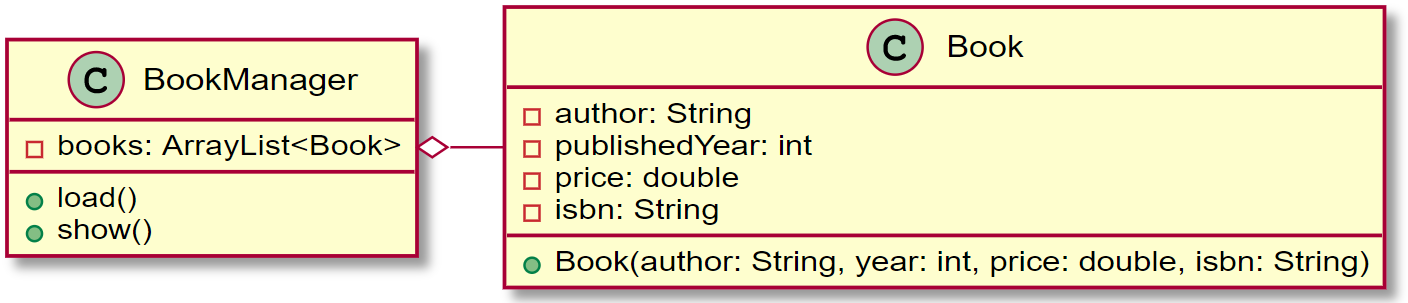 C BookManager
books: ArrayList<Book>
load()
show()
C Book
author: String
publishedYear: int
price: double
isbn: String
Book(author: String, year: int, price: double, isbn: String)